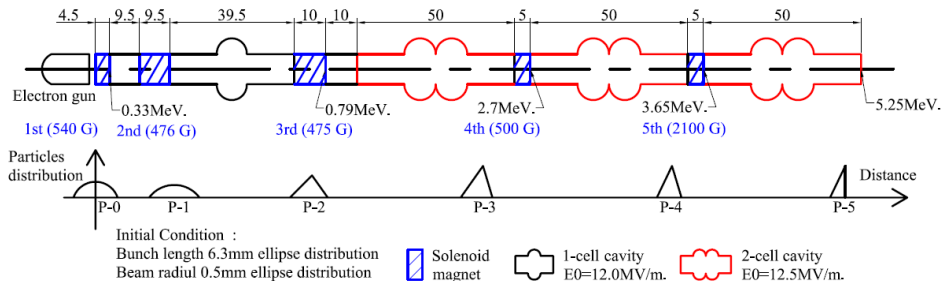 4.5 9.5 9.5 39.5 10 10 50 5 50 5 50
Electron gun
0.33MeV. 0.79MeV. 2.7MeV. 3.65MeV. 5.25MeV.
1st (540 G) 2nd (476 G) 3rd (475 G) 4th (500 G) 5th (2100 G)
Particles
distribution
Distance
P-0 P-1 P-2 P-3 P-4 P-5
Initial Condition :
Bunch length 6.3mm ellipse distribution
Beam radiul 0.5mm ellipse distribution
Solenoid
magnet
1-cell cavity
E0=12.0MV/m.
2-cell cavity
E0=12.5MV/m.